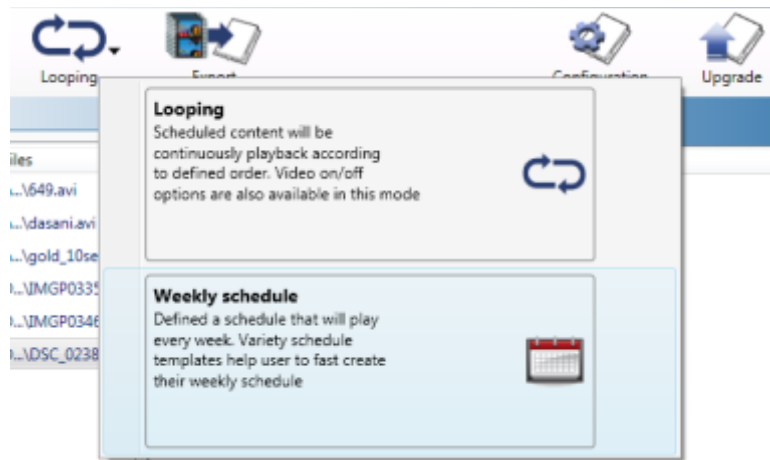 Looping
Export
Configuration
Upgrade
Looping
Scheduled content will be
continuously playback according
to defined order. Video on/off
options are also available in this mode
iles
...\649.avi
...\dasani.avi
...\gold_10se
...\IMGP0335
...\IMGP0346
...\DSC_0238
Weekly schedule
Defined a schedule that will play
every week. Variety schedule
templates help user to fast create
their weekly schedule